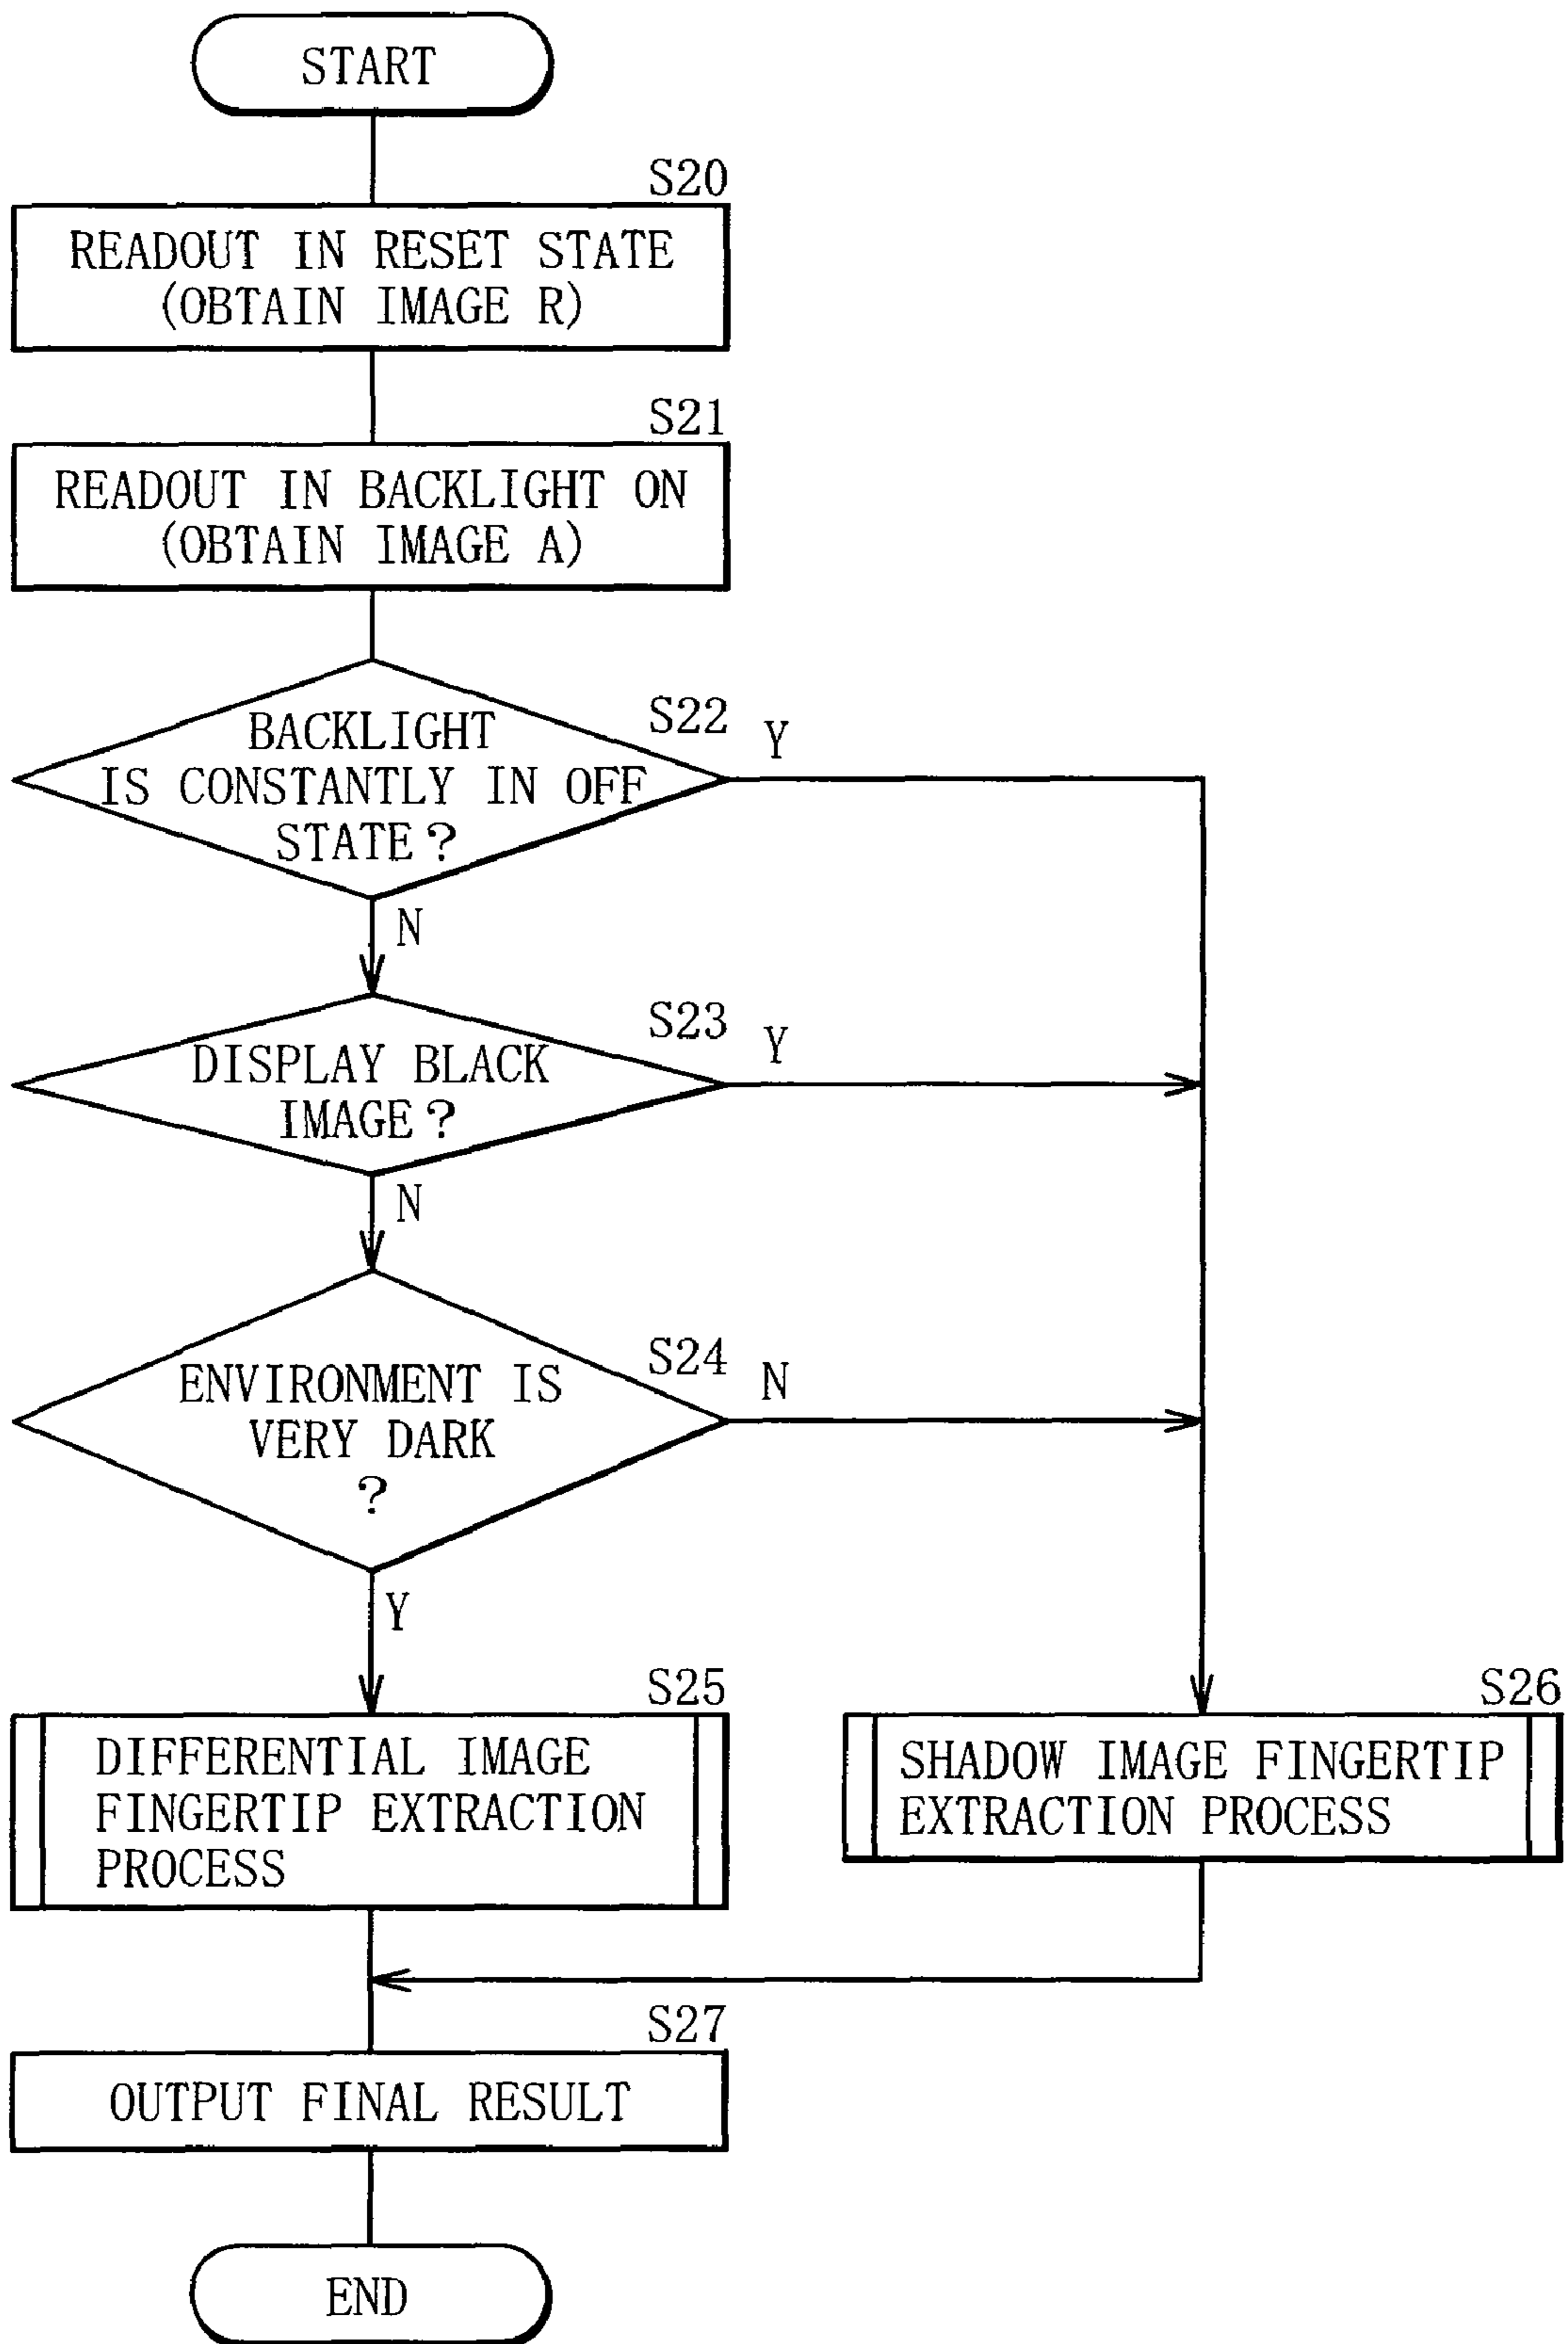 START
S20
READOUT IN RESET STATE
(OBTAIN IMAGE R)
S21
READOUT IN BACKLIGHT ON
(OBTAIN IMAGE A)
S22
BACKLIGHT
IS CONSTANTLY IN OFF
STATE?
Y
N
S23
DISPLAY BLACK
IMAGE?
Y
N
S24
ENVIRONMENT IS
VERY DARK
?
N
Y
S25
DIFFERENTIAL IMAGE
FINGERTIP EXTRACTION
PROCESS
S26
SHADOW IMAGE FINGERTIP
EXTRACTION PROCESS
S27
OUTPUT FINAL RESULT
END